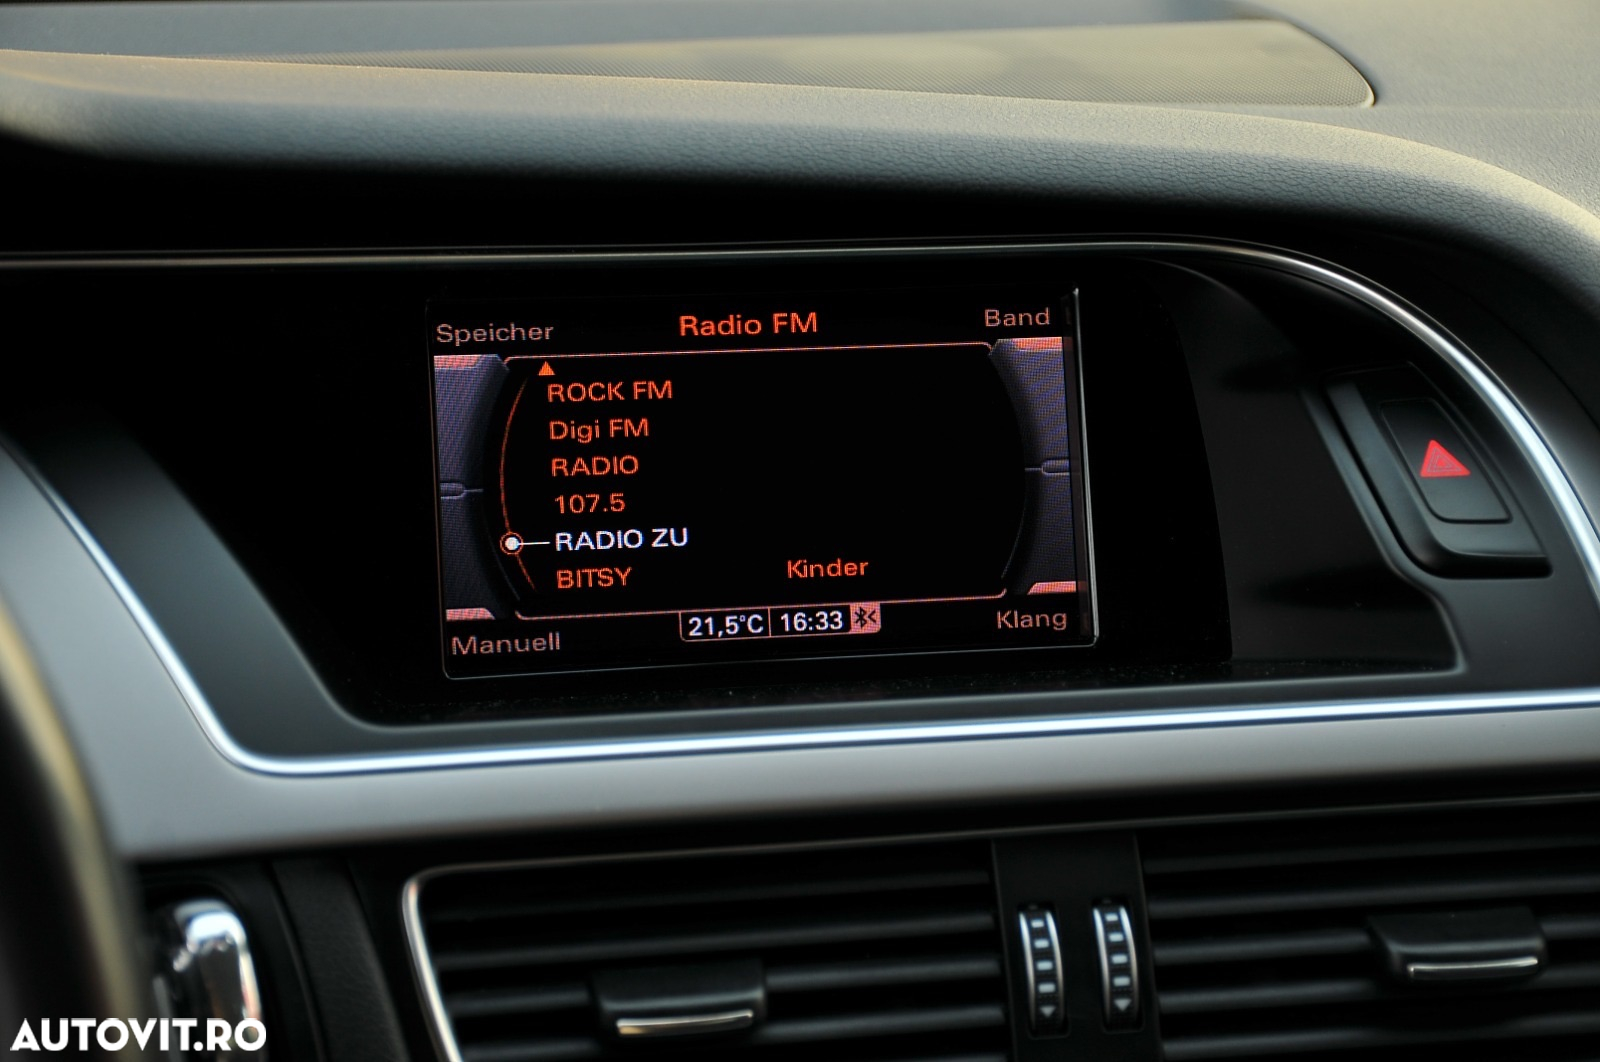 Speicher Radio FM Band
ROCK FM
Digi FM
RADIO
107.5
RADIO ZU
BITSY Kinder
Manuell 21,5°C 16:33 Klang
AUTOVIT.RO